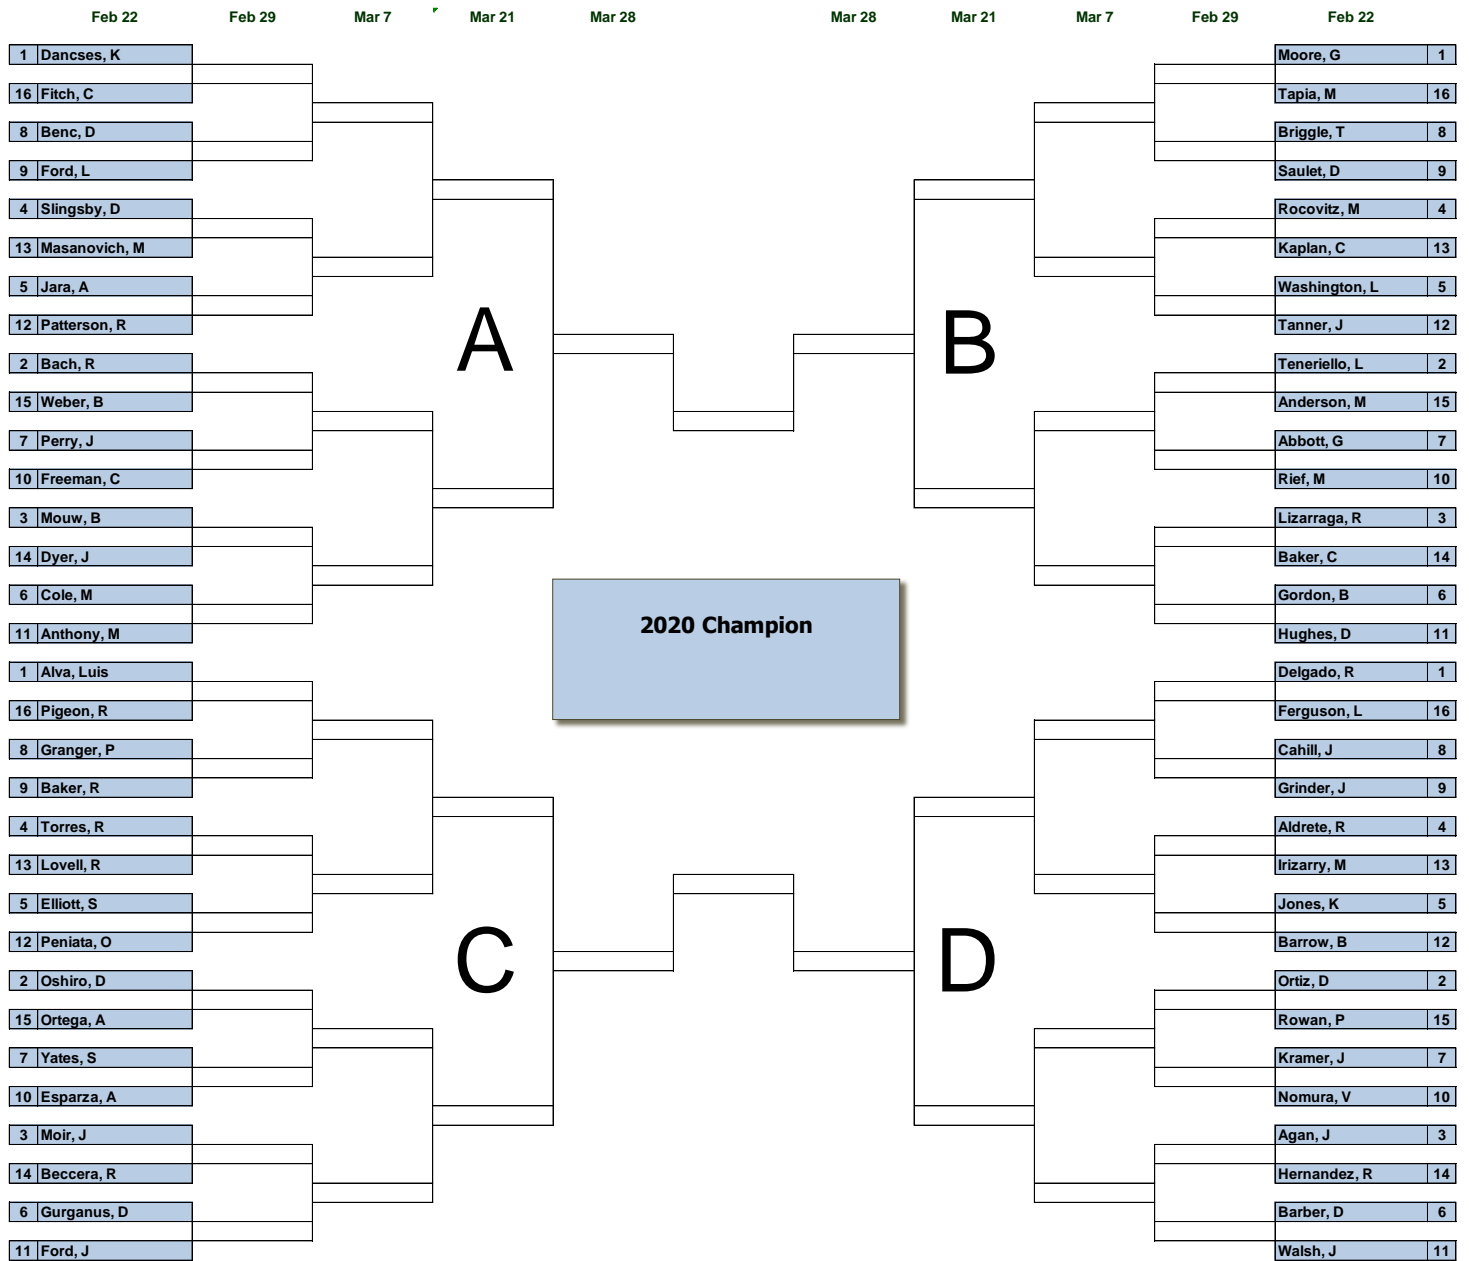 Feb 22 Feb 29 Mar 7 Mar 21 Mar 28 Mar 28 Mar 21 Mar 7 Feb 29 Feb 22
1 Dancses, K Moore, G 1
16 Fitch, C Tapia, M 16
8 Benc, D Briggle, T 8
9 Ford, L Saulet, D 9
4 Slingsby, D Rocovitz, M 4
13 Masanovich, M Kaplan, C 13
5 Jara, A Washington, L 5
12 Patterson, R Tanner, J 12
A B
2 Bach, R Teneriello, L 2
15 Weber, B Anderson, M 15
7 Perry, J Abbott, G 7
10 Freeman, C Rief, M 10
3 Mouw, B Lizarraga, R 3
14 Dyer, J Baker, C 14
6 Cole, M Gordon, B 6
2020 Champion
11 Anthony, M Hughes, D 11
1 Alva, Luis Delgado, R 1
16 Pigeon, R Ferguson, L 16
8 Granger, P Cahill, J 8
9 Baker, R Grinder, J 9
4 Torres, R Aldrete, R 4
13 Lovell, R Irizarry, M 13
5 Elliott, S Jones, K 5
12 Peniata, O Barrow, B 12
C D
2 Oshiro, D Ortiz, D 2
15 Ortega, A Rowan, P 15
7 Yates, S Kramer, J 7
10 Esparza, A Nomura, V 10
3 Moir, J Agan, J 3
14 Beccera, R Hernandez, R 14
6 Gurganus, D Barber, D 6
11 Ford, J Walsh, J 11